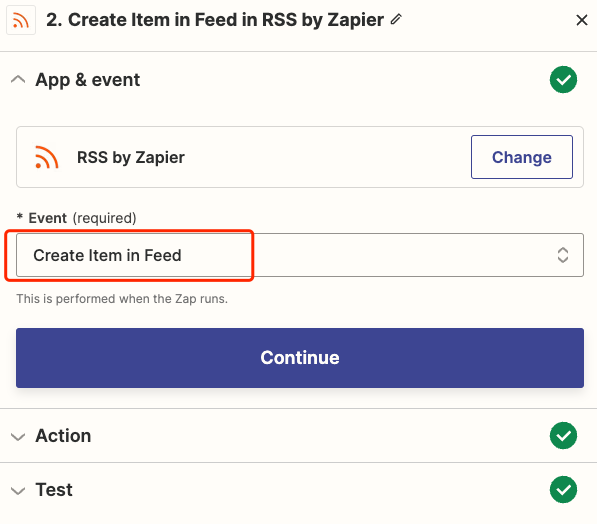 2. Create Item in Feed in RSS by Zapier
App & event
RSS by Zapier
Change
* Event (required)
Create Item in Feed
This is performed when the Zap runs.
Continue
Action
Test